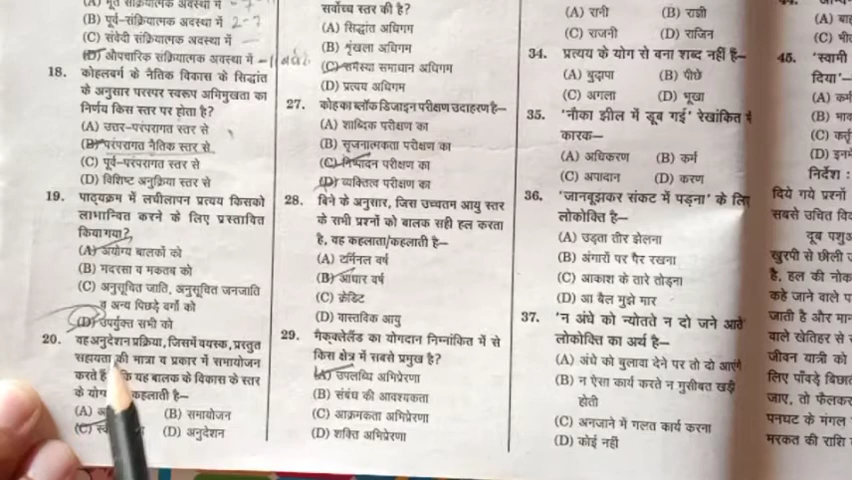 (B) पूर्व-संक्रियात्मक अवस्था में 2-7
(C) संवेदी संक्रियात्मक अवस्था में
(D) औपचारिक संक्रियात्मक अवस्था में
18. कोहलबर्ग के नैतिक विकास के सिद्धांत
के अनुसार परस्पर स्वरूप अभिमुखता का
निर्णय किस स्तर पर होता है?
(A) उत्तर-परंपरागत स्तर से
(B) परंपरागत नैतिक स्तर से
(C) पूर्व-परंपरागत स्तर से
(D) विशिष्ट अनुक्रिया स्तर से
19. पाठ्यक्रम में लचीलापन प्रत्यय किसको
लाभान्वित करने के लिए प्रस्तावित
किया गया?
(A) अयोग्य बालकों को
(B) मदरसा व मकतब को
(C) अनुसूचित जाति, अनुसूचित जनजाति
व अन्य पिछड़े वर्गों को
(D) उपर्युक्त सभी को
20. वह अनुदेशन प्रक्रिया, जिसमें वयस्क, प्रस्तुत
सहायता की मात्रा व प्रकार में समायोजन
करते हैं यह बालक के विकास के स्तर
के योग कहलाती है—
(A)
(B) समायोजन
(C)
(D) अनुदेशन
सर्वोच्च स्तर की है?
(A) सिद्धांत अधिगम
(B) शृंखला अधिगम
(C) समस्या समाधान अधिगम
(D) प्रत्यय अधिगम
27. कोह का ब्लॉक डिजाइन परीक्षण उदाहरण है—
(A) शाब्दिक परीक्षण का
(B) सृजनात्मकता परीक्षण का
(C) निष्पादन परीक्षण का
(D) व्यक्तित्व परीक्षण का
28. बिने के अनुसार, जिस उच्चतम आयु स्तर
के सभी प्रश्नों को बालक सही हल करता
है, वह कहलाता/कहलाती है—
(A) टर्मिनल वर्ष
(B) आधार वर्ष
(C) क्रेडिट
(D) वास्तविक आयु
29. मैक्क्लेलैंड का योगदान निम्नांकित में से
किस क्षेत्र में सबसे प्रमुख है?
(A) उपलब्धि अभिप्रेरणा
(B) संबंध की आवश्यकता
(C) आक्रमकता अभिप्रेरणा
(D) शक्ति अभिप्रेरणा
(A) रानी (B) राज्ञी
(C) राजनी (D) राजिन
34. प्रत्यय के योग से बना शब्द नहीं है—
(A) बुढ़ापा (B) पीछे
(C) अगला (D) भूखा
35. 'नौका झील में डूब गई' रेखांकित में
कारक—
(A) अधिकरण (B) कर्म
(C) अपादान (D) करण
36. 'जानबूझकर संकट में पड़ना' के लिए
लोकोक्ति है—
(A) उड़ता तीर झेलना
(B) अंगारों पर पैर रखना
(C) आकाश के तारे तोड़ना
(D) आ बैल मुझे मार
37. 'न अंधे को न्योतते न दो जने आते'
लोकोक्ति का अर्थ है—
(A) अंधे को बुलावा देने पर तो दो आएंगे
(B) न ऐसा कार्य करते न मुसीबत खड़ी
होती
(C) अनजाने में गलत कार्य करना
(D) कोई नहीं
45. 'स्वामी
दिया'—
(A) कर्म
(B) भाव
(C) कर्तृ
(D) इनमें
निर्देश :
दिये गये प्रश्नों
सबसे उचित
दूब पशुओं
खुरपी से छीली
है, हल की नोक
कहे जाने वाले
जाती है और
वाले खेतिहर से
जीवन यात्री को
लिए पाँवड़े
जाए, तो फैलकर
पनघट के मंगल
मरकत की राशि